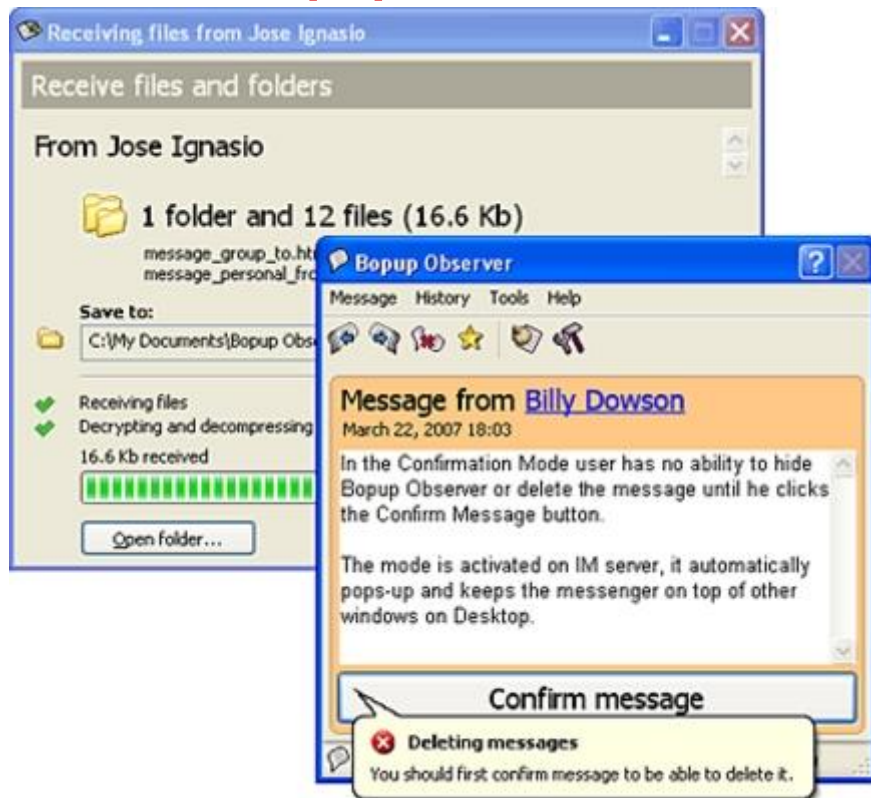 Receiving files from Jose Ignasio
Receive files and folders
From Jose Ignasio
1 folder and 12 files (16.6 Kb)
message_group_to.ht
message_personal_fro
Save to:
C:\My Documents\Bopup Obse
Receiving files
Decrypting and decompressing
16.6 Kb received
Open folder...
Bopup Observer
Message History Tools Help
Message from Billy Dowson
March 22, 2007 18:03
In the Confirmation Mode user has no ability to hide
Bopup Observer or delete the message until he clicks
the Confirm Message button.
The mode is activated on IM server, it automatically
pops-up and keeps the messenger on top of other
windows on Desktop.
Confirm message
Deleting messages
You should first confirm message to be able to delete it.